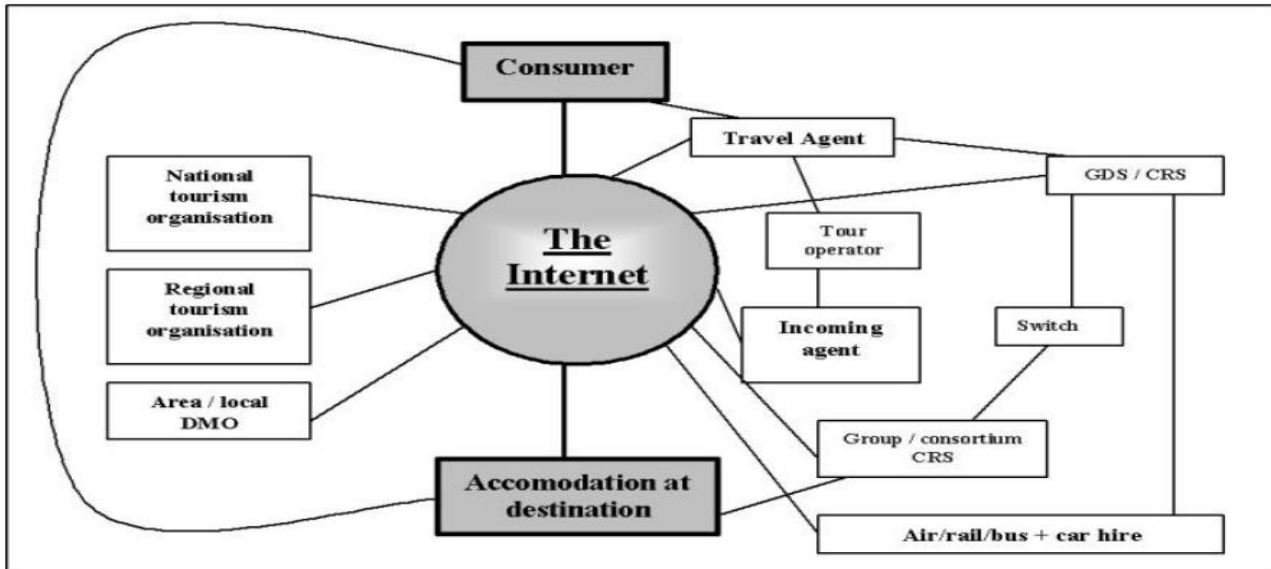 Consumer
Travel Agent
National
tourism
organisation
GDS / CRS
The
Internet
Tour
operator
Regional
tourism
organisation
Switch
Incoming
agent
Area / local
DMO
Group / consortium
CRS
Accomodation at
destination
Air/rail/bus + car hire